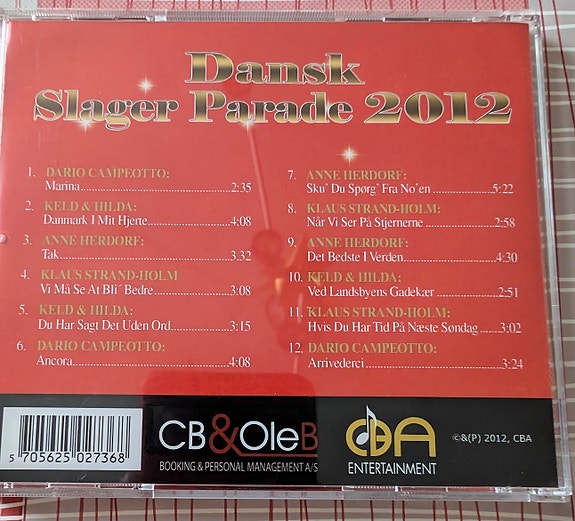 Dansk
Slager Parade 2012
1. DARIO CAMPEOTTO:
Marina.....2:35
2. KELD & HILDA:
Danmark I Mit Hjerte.....4:08
3. ANNE HERDORF:
Tak.....3.32
4. KLAUS STRAND-HOLM
Vi Må Se At Bli´ Bedre.....3:08
5. KELD & HILDA:
Du Har Sagt Det Uden Ord.....3:15
6. DARIO CAMPEOTTO:
Ancora.....4:08
7. ANNE HERDORF:
Sku' Du Spørg' Fra No'en.....5:22
8. KLAUS STRAND-HOLM:
Når Vi Ser På Stjernerne.....2:58
9. ANNE HERDORF:
Det Bedste I Verden.....4:30
10. KELD & HILDA:
Ved Landsbyens Gadekær.....2:51
11. KLAUS STRAND-HOLM:
Hvis Du Har Tid På Næste Søndag.....3:02
12. DARIO CAMPEOTTO:
Arrivederci.....3:24
5 705625 027368
CB&OleB
BOOKING & PERSONAL MANAGEMENT A/S
CBA
ENTERTAINMENT
©&(P) 2012, CBA